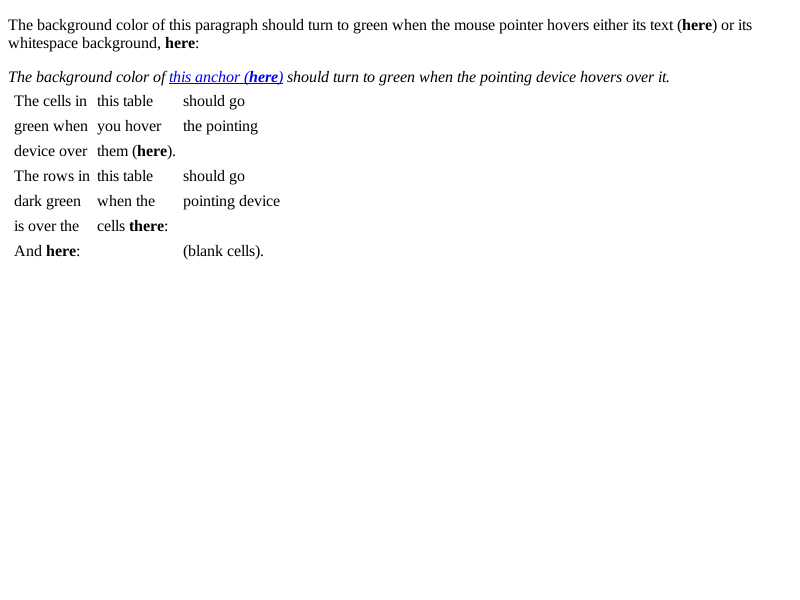 The background color of this paragraph should turn to green when the mouse pointer hovers either its text (here) or its
whitespace background, here:
The background color of this anchor (here) should turn to green when the pointing device hovers over it.
The cells in this table should go
green when you hover the pointing
device over them (here).
The rows in this table should go
dark green when the pointing device
is over the cells there:
And here: (blank cells).